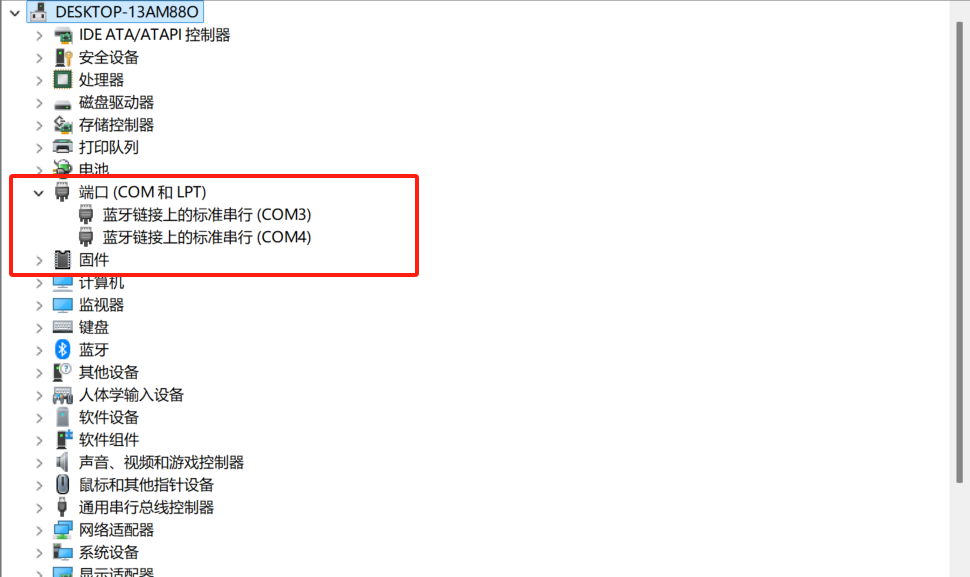 DESKTOP-13AM88O
IDE ATA/ATAPI 控制器
安全设备
处理器
磁盘驱动器
存储控制器
打印队列
电池
端口 (COM 和 LPT)
蓝牙链接上的标准串行 (COM3)
蓝牙链接上的标准串行 (COM4)
固件
计算机
监视器
键盘
蓝牙
其他设备
人体学输入设备
软件设备
软件组件
声音、视频和游戏控制器
鼠标和其他指针设备
通用串行总线控制器
网络适配器
系统设备
显示适配器